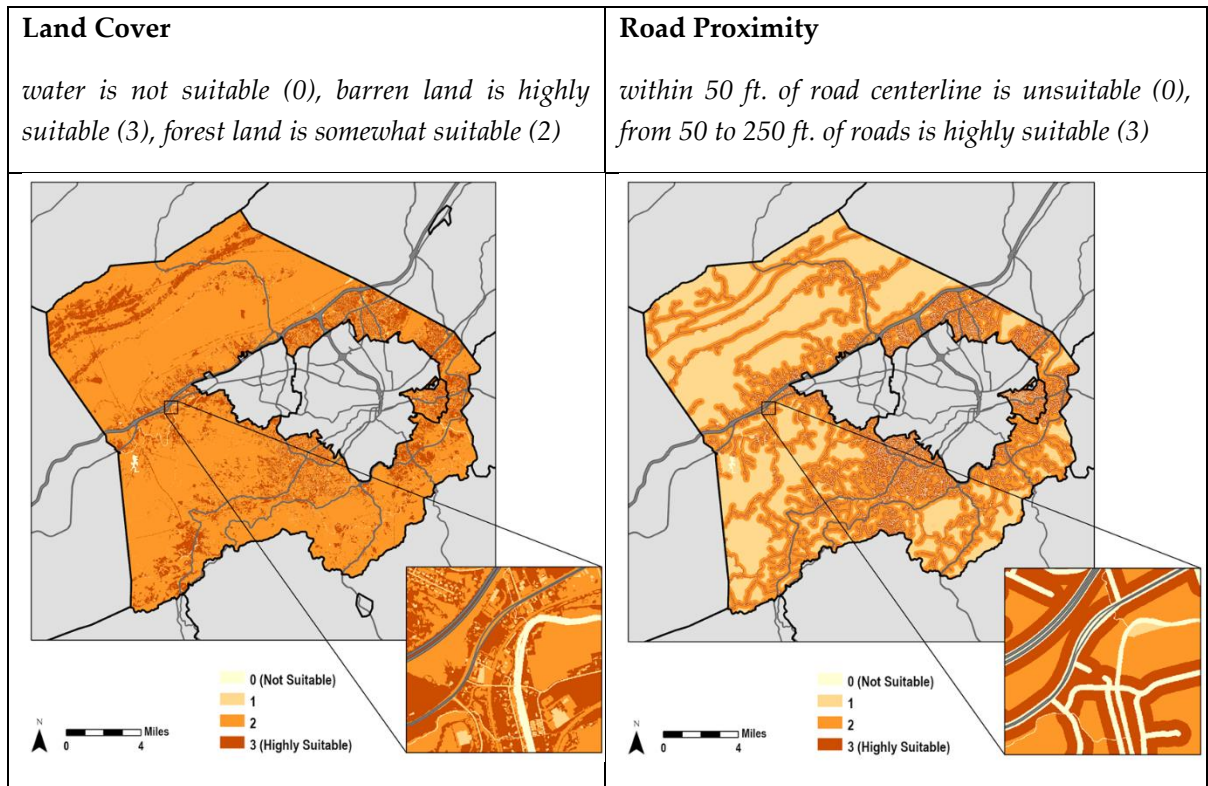 Land Cover
water is not suitable (0), barren land is highly
suitable (3), forest land is somewhat suitable (2)
Road Proximity
within 50 ft. of road centerline is unsuitable (0),
from 50 to 250 ft. of roads is highly suitable (3)
0 (Not Suitable)
1
2
3 (Highly Suitable)
N
Miles
0 4
0 (Not Suitable)
1
2
3 (Highly Suitable)
N
Miles
0 4